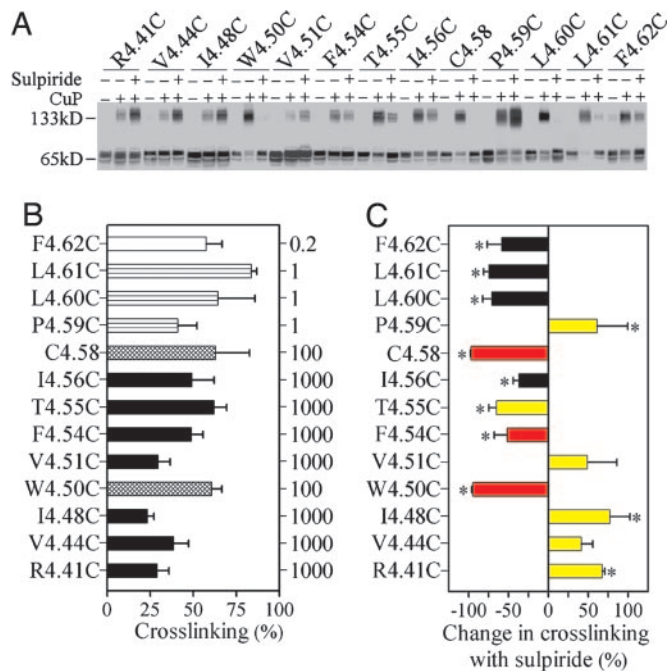 A
R4.41C V4.44C I4.48C W4.50C V4.51C F4.54C T4.55C I4.56C C4.58 P4.59C L4.60C L4.61C F4.62C
Sulpiride – – + – – + – – + – – + – – + – – + – – + – – + – – + – – + – – + – – + – – +
CuP – + + – + + – + + – + + – + + – + + – + + – + + – + + – + + – + + – + + – + +
133kD –
65kD –
B
F4.62C 0.2
L4.61C 1
L4.60C 1
P4.59C 1
C4.58 100
I4.56C 1000
T4.55C 1000
F4.54C 1000
V4.51C 1000
W4.50C 100
I4.48C 1000
V4.44C 1000
R4.41C 1000
0 25 50 75 100
Crosslinking (%)
C
F4.62C *
L4.61C *
L4.60C *
P4.59C *
C4.58 *
I4.56C *
T4.55C *
F4.54C *
V4.51C
W4.50C *
I4.48C *
V4.44C
R4.41C *
-100 -50 0 50 100
Change in crosslinking
with sulpiride (%)